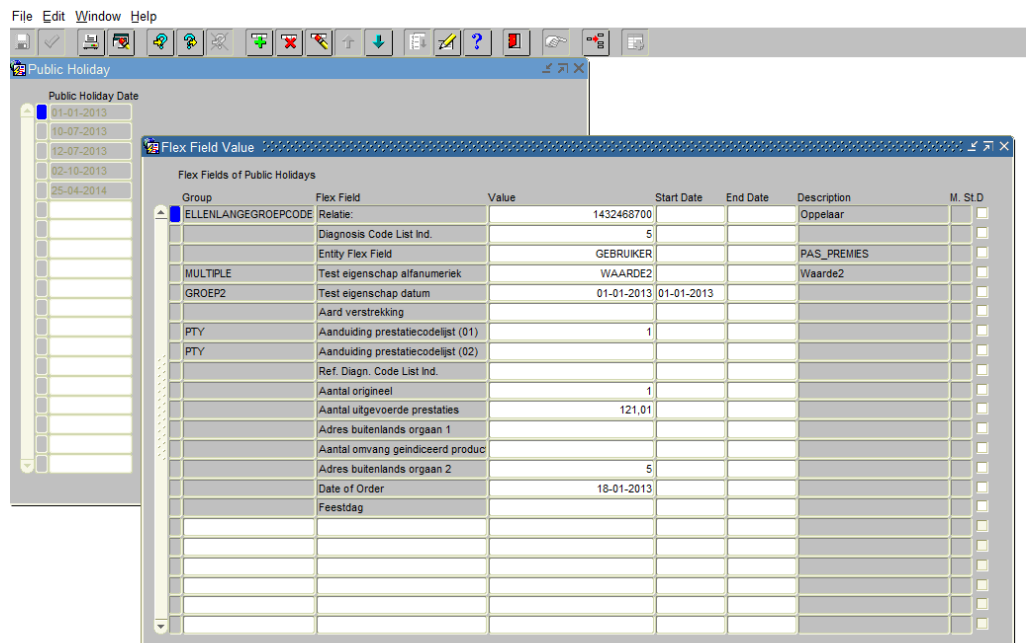 File Edit Window Help
Public Holiday
Public Holiday Date
01-01-2013
10-07-2013
12-07-2013
02-10-2013
25-04-2014
Flex Field Value
Flex Fields of Public Holidays
Group Flex Field Value Start Date End Date Description M. St.D
ELLENLANGEGROEPCODE Relatie: 1432468700 Oppelaar
Diagnosis Code List Ind. 5
Entity Flex Field GEBRUIKER PAS_PREMIES
MULTIPLE Test eigenschap alfanumeriek WAARDE2 Waarde2
GROEP2 Test eigenschap datum 01-01-2013 01-01-2013
Aard verstrekking
PTY Aanduiding prestatiecodelijst (01) 1
PTY Aanduiding prestatiecodelijst (02)
Ref. Diagn. Code List Ind.
Aantal origineel 1
Aantal uitgevoerde prestaties 121,01
Adres buitenlands orgaan 1
Aantal omvang geindiceerd produc
Adres buitenlands orgaan 2 5
Date of Order 18-01-2013
Feestdag